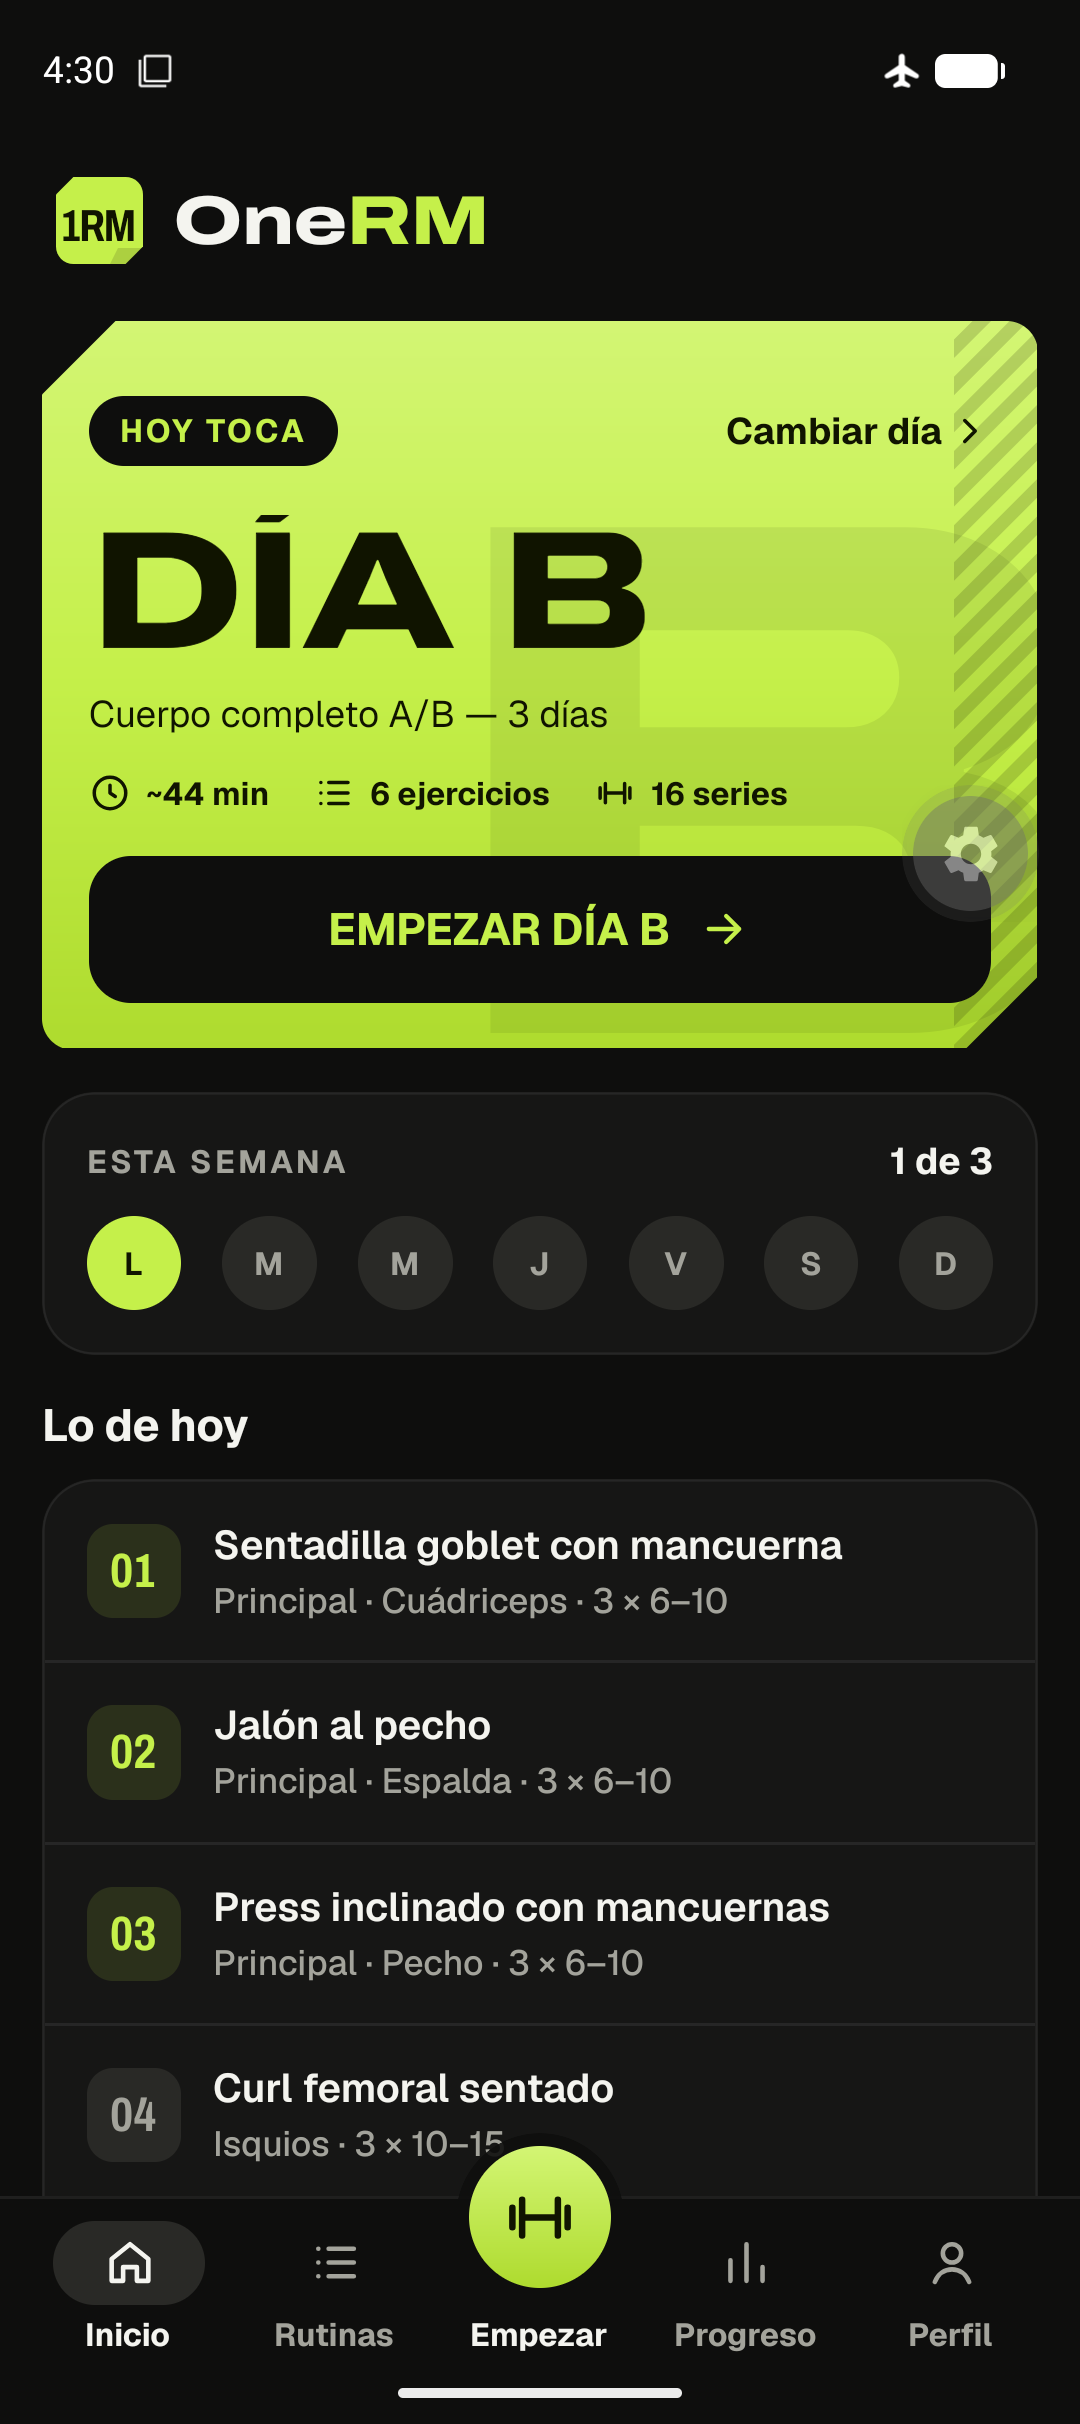 4:30
1RM OneRM
HOY TOCA
Cambiar día
DÍA B
Cuerpo completo A/B — 3 días
~44 min 6 ejercicios 16 series
EMPEZAR DÍA B
ESTA SEMANA
1 de 3
L M M J V S D
Lo de hoy
01
Sentadilla goblet con mancuerna
Principal · Cuádriceps · 3 × 6–10
02
Jalón al pecho
Principal · Espalda · 3 × 6–10
03
Press inclinado con mancuernas
Principal · Pecho · 3 × 6–10
04
Curl femoral sentado
Isquios · 3 × 10–15
Inicio Rutinas Empezar Progreso Perfil